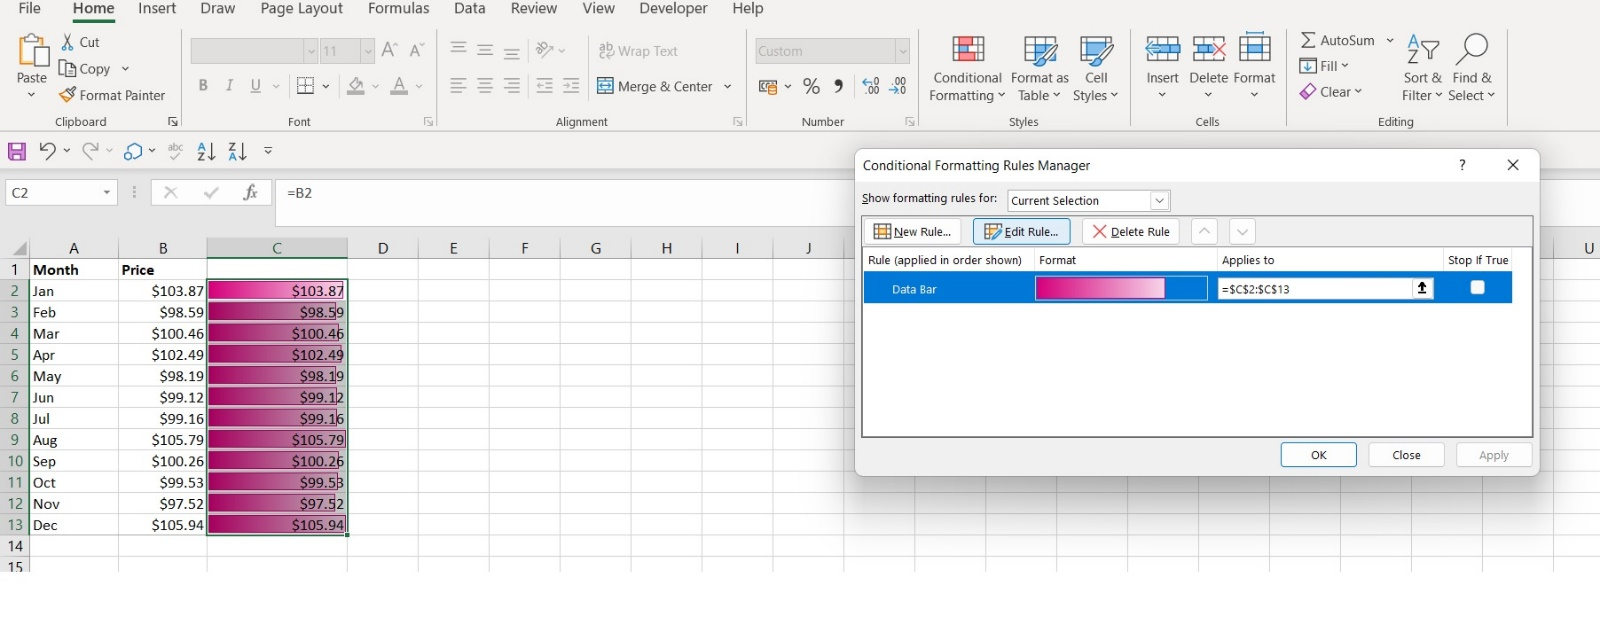 File Home Insert Draw Page Layout Formulas Data Review View Developer Help
Paste
Cut
Copy
Format Painter
Clipboard
11
A^ Aˇ
B I U
A
Font
ab Wrap Text
Merge & Center
Alignment
Custom
% 9
.00 .00
Number
Conditional Formatting
Format as Table
Cell Styles
Styles
Insert Delete Format
Cells
AutoSum
Fill
Clear
Sort & Filter
Find & Select
Editing
abc A Z Z A
C2 fx =B2
A B C D E F G H I J U
1 Month Price
2 Jan $103.87 $103.87
3 Feb $98.59 $98.59
4 Mar $100.46 $100.46
5 Apr $102.49 $102.49
6 May $98.19 $98.19
7 Jun $99.12 $99.12
8 Jul $99.16 $99.16
9 Aug $105.79 $105.79
10 Sep $100.26 $100.26
11 Oct $99.53 $99.53
12 Nov $97.52 $97.52
13 Dec $105.94 $105.94
14
15
Conditional Formatting Rules Manager ?
Show formatting rules for: Current Selection
New Rule... Edit Rule... Delete Rule
Rule (applied in order shown) Format Applies to Stop If True
Data Bar =$C$2:$C$13
OK Close Apply